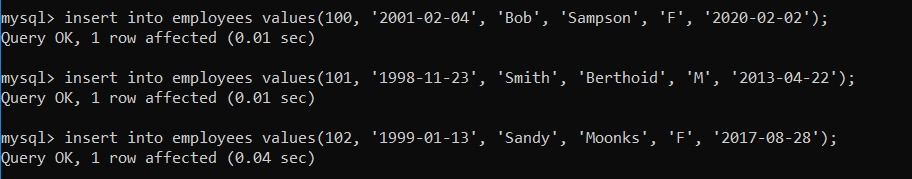 mysql> insert into employees values(100, '2001-02-04', 'Bob', 'Sampson', 'F', '2020-02-02');
Query OK, 1 row affected (0.01 sec)
mysql> insert into employees values(101, '1998-11-23', 'Smith', 'Berthoid', 'M', '2013-04-22');
Query OK, 1 row affected (0.01 sec)
mysql> insert into employees values(102, '1999-01-13', 'Sandy', 'Moonks', 'F', '2017-08-28');
Query OK, 1 row affected (0.04 sec)